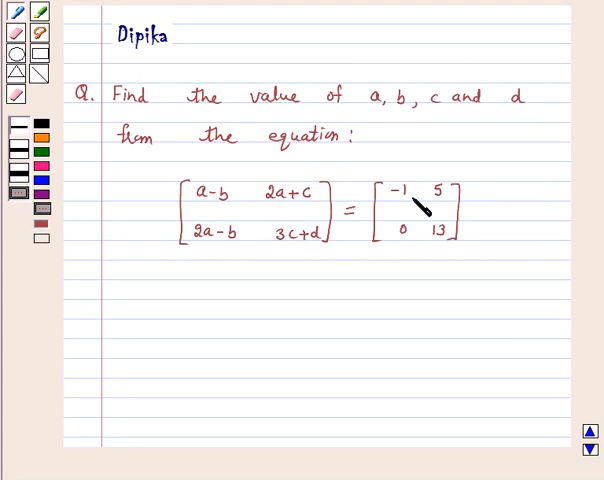 Dipika
Q. Find the value of a, b, c and d
from the equation:
[a-b 2a+c] = [-1 5]
[2a-b 3c+d] [0 13]